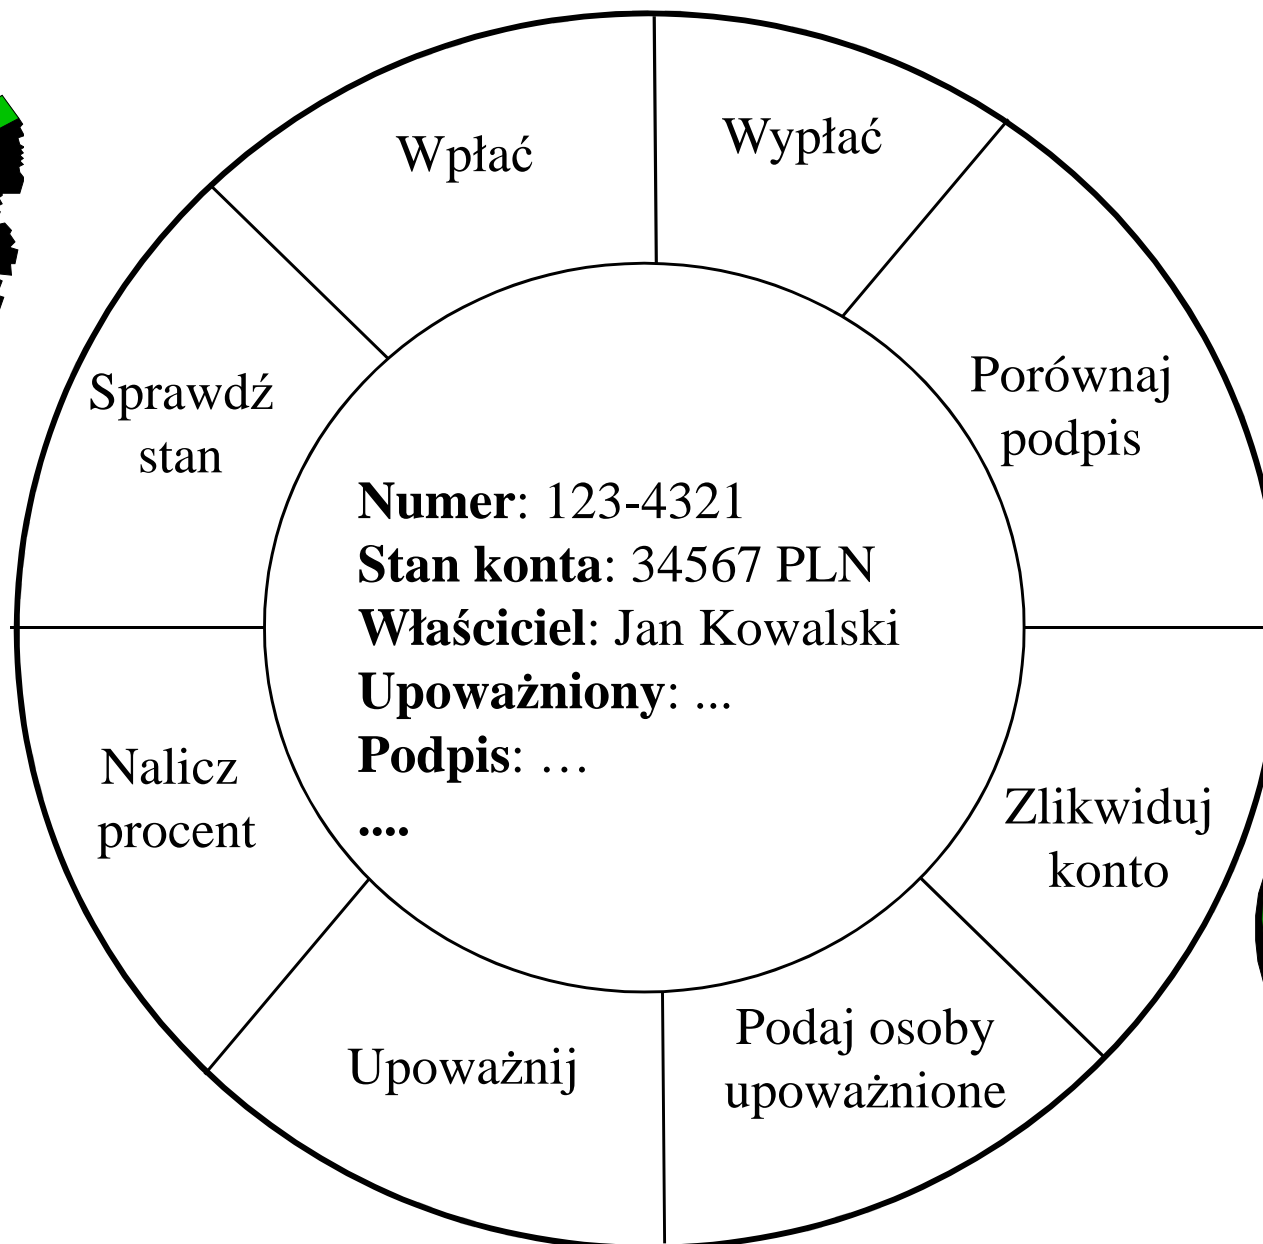 Wpłać
Wypłać
Porównaj
podpis
Sprawdź
stan
Numer: 123-4321
Stan konta: 34567 PLN
Właściciel: Jan Kowalski
Upoważniony: ...
Podpis: …
....
Nalicz
procent
Zlikwiduj
konto
Upoważnij
Podaj osoby
upoważnione